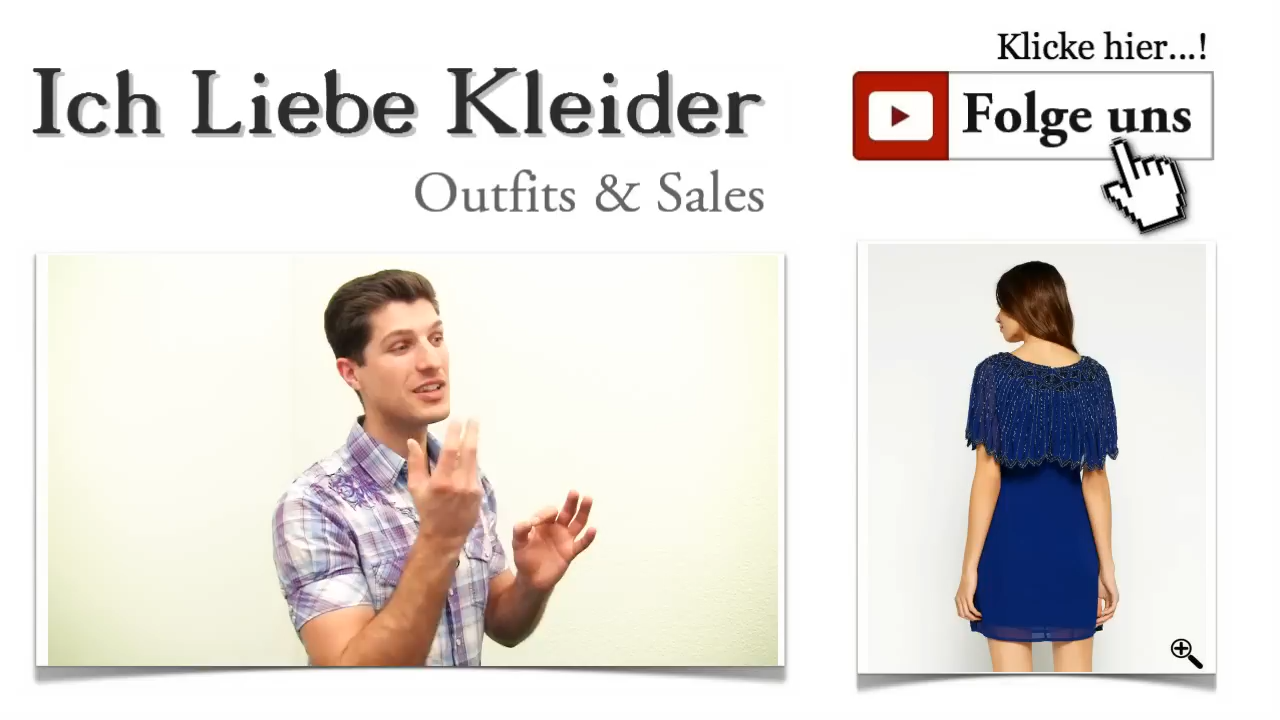 Ich Liebe Kleider
Outfits & Sales
Klicke hier...!
Folge uns